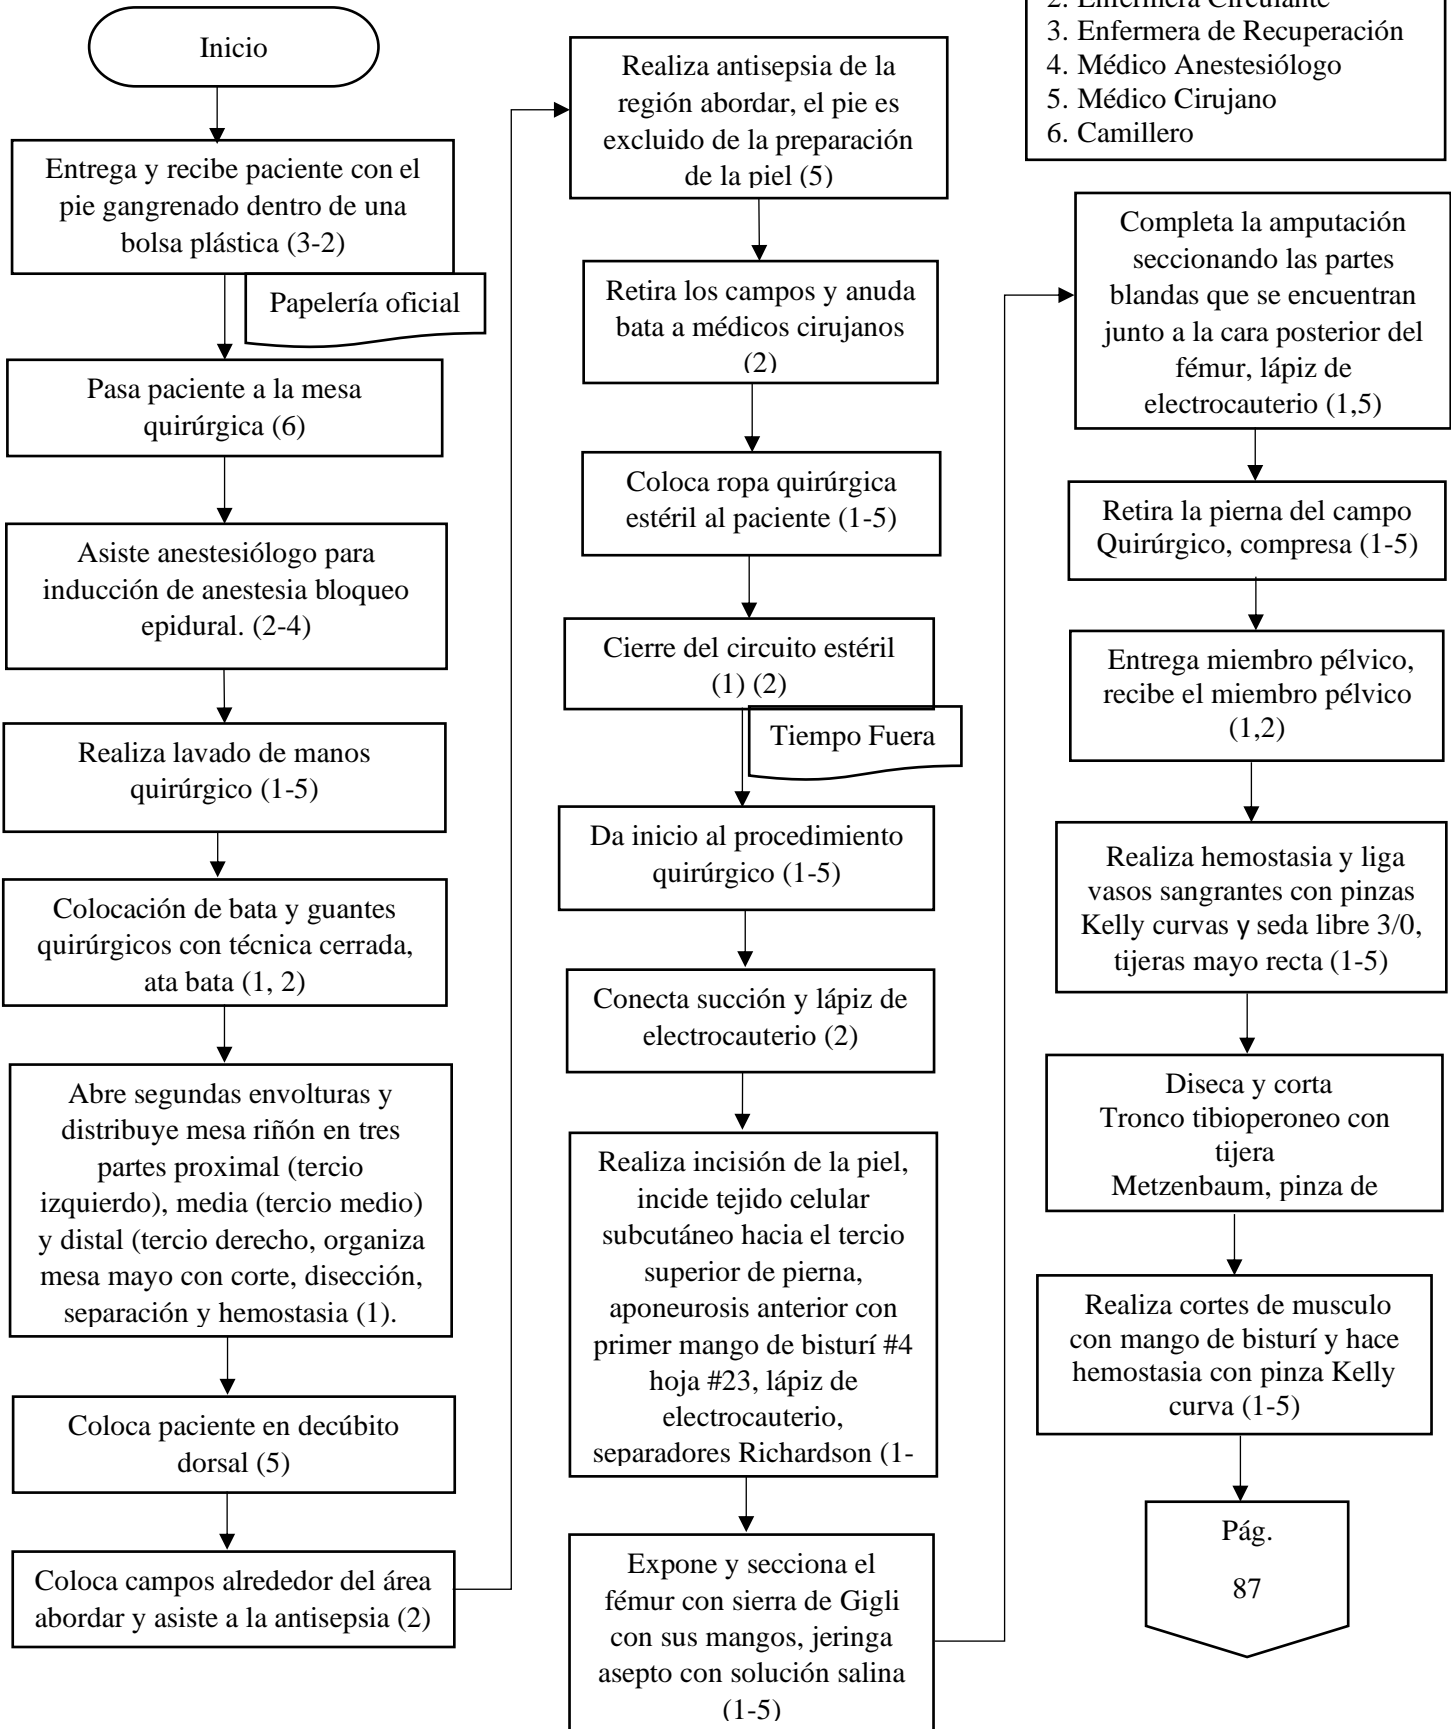 Inicio
Entrega y recibe paciente con el
pie gangrenado dentro de una
bolsa plástica (3-2)
Papelería oficial
Pasa paciente a la mesa
quirúrgica (6)
Asiste anestesiólogo para
inducción de anestesia bloqueo
epidural. (2-4)
Realiza lavado de manos
quirúrgico (1-5)
Colocación de bata y guantes
quirúrgicos con técnica cerrada,
ata bata (1, 2)
Abre segundas envolturas y
distribuye mesa riñón en tres
partes proximal (tercio
izquierdo), media (tercio medio)
y distal (tercio derecho, organiza
mesa mayo con corte, disección,
separación y hemostasia (1).
Coloca paciente en decúbito
dorsal (5)
Coloca campos alrededor del área
abordar y asiste a la antisepsia (2)
Realiza antisepsia de la
región abordar, el pie es
excluido de la preparación
de la piel (5)
Retira los campos y anuda
bata a médicos cirujanos
(2)
Coloca ropa quirúrgica
estéril al paciente (1-5)
Cierre del circuito estéril
(1) (2)
Tiempo Fuera
Da inicio al procedimiento
quirúrgico (1-5)
Conecta succión y lápiz de
electrocauterio (2)
Realiza incisión de la piel,
incide tejido celular
subcutáneo hacia el tercio
superior de pierna,
aponeurosis anterior con
primer mango de bisturí #4
hoja #23, lápiz de
electrocauterio,
separadores Richardson (1-
Expone y secciona el
fémur con sierra de Gigli
con sus mangos, jeringa
asepto con solución salina
(1-5)
2. Enfermera Circulante
3. Enfermera de Recuperación
4. Médico Anestesiólogo
5. Médico Cirujano
6. Camillero
Completa la amputación
seccionando las partes
blandas que se encuentran
junto a la cara posterior del
fémur, lápiz de
electrocauterio (1,5)
Retira la pierna del campo
Quirúrgico, compresa (1-5)
Entrega miembro pélvico,
recibe el miembro pélvico
(1,2)
Realiza hemostasia y liga
vasos sangrantes con pinzas
Kelly curvas y seda libre 3/0,
tijeras mayo recta (1-5)
Diseca y corta
Tronco tibioperoneo con
tijera
Metzenbaum, pinza de
Realiza cortes de musculo
con mango de bisturí y hace
hemostasia con pinza Kelly
curva (1-5)
Pág.
87